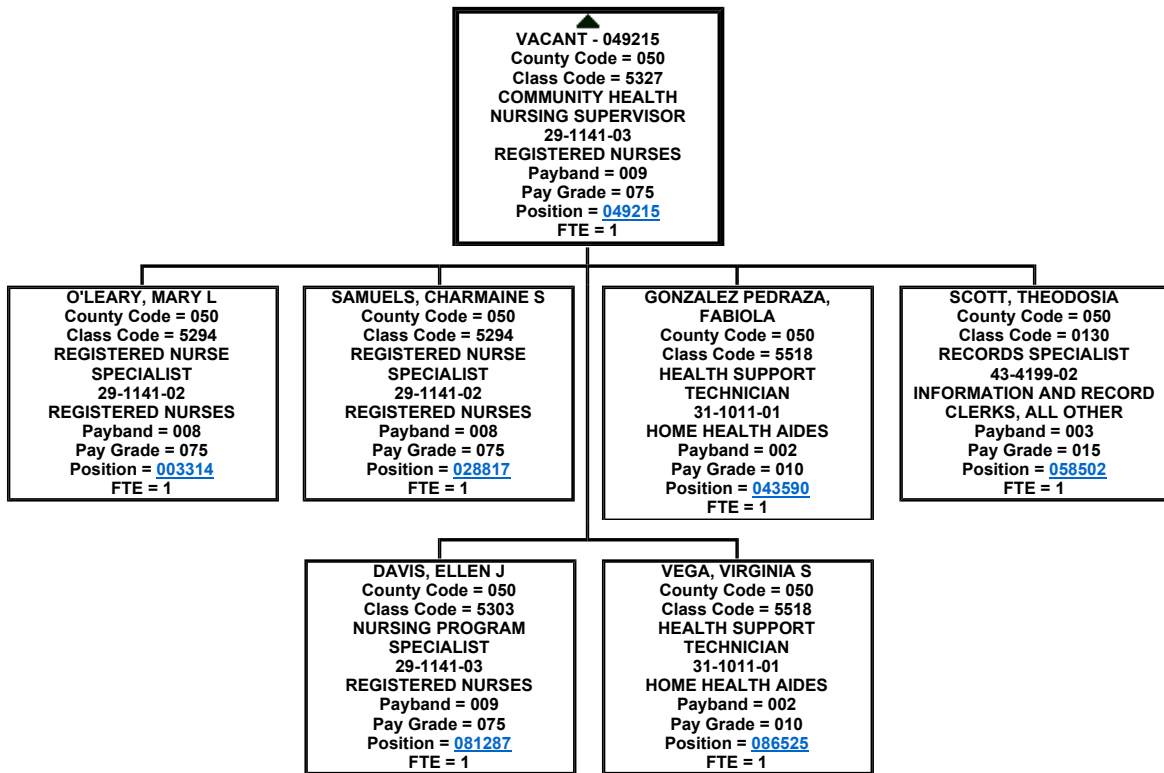 VACANT - 049215
County Code = 050
Class Code = 5327
COMMUNITY HEALTH
NURSING SUPERVISOR
29-1141-03
REGISTERED NURSES
Payband = 009
Pay Grade = 075
Position = 049215
FTE = 1
O'LEARY, MARY L
County Code = 050
Class Code = 5294
REGISTERED NURSE
SPECIALIST
29-1141-02
REGISTERED NURSES
Payband = 008
Pay Grade = 075
Position = 003314
FTE = 1
SAMUELS, CHARMAINE S
County Code = 050
Class Code = 5294
REGISTERED NURSE
SPECIALIST
29-1141-02
REGISTERED NURSES
Payband = 008
Pay Grade = 075
Position = 028817
FTE = 1
GONZALEZ PEDRAZA,
FABIOLA
County Code = 050
Class Code = 5518
HEALTH SUPPORT
TECHNICIAN
31-1011-01
HOME HEALTH AIDES
Payband = 002
Pay Grade = 010
Position = 043590
FTE = 1
SCOTT, THEODOSIA
County Code = 050
Class Code = 0130
RECORDS SPECIALIST
43-4199-02
INFORMATION AND RECORD
CLERKS, ALL OTHER
Payband = 003
Pay Grade = 015
Position = 058502
FTE = 1
DAVIS, ELLEN J
County Code = 050
Class Code = 5303
NURSING PROGRAM
SPECIALIST
29-1141-03
REGISTERED NURSES
Payband = 009
Pay Grade = 075
Position = 081287
FTE = 1
VEGA, VIRGINIA S
County Code = 050
Class Code = 5518
HEALTH SUPPORT
TECHNICIAN
31-1011-01
HOME HEALTH AIDES
Payband = 002
Pay Grade = 010
Position = 086525
FTE = 1